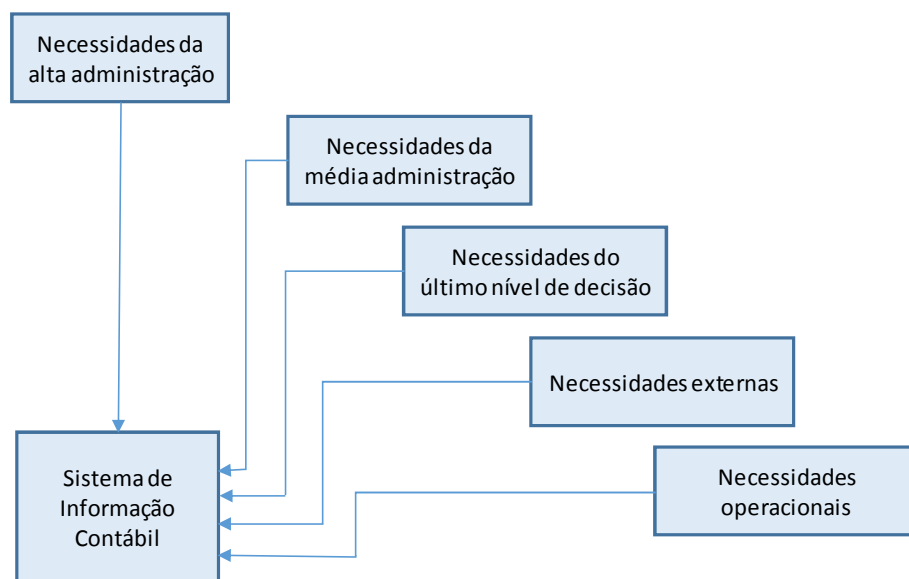 Necessidades da
alta administração
Necessidades da
média administração
Necessidades do
último nível de decisão
Necessidades externas
Sistema de
Informação
Contábil
Necessidades
operacionais